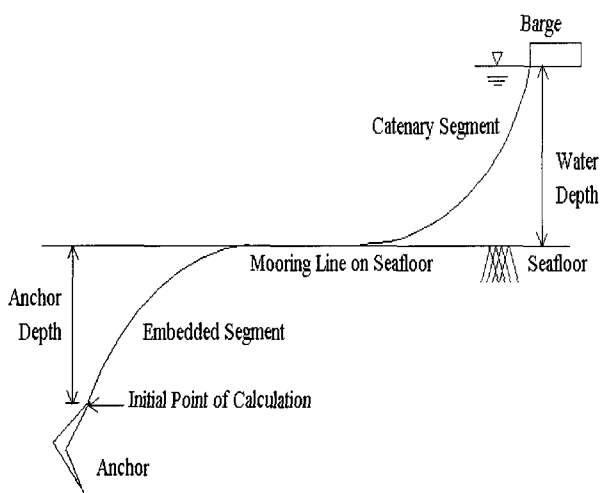 Barge
Catenary Segment
Water
Depth
Mooring Line on Seafloor
Seafloor
Anchor
Depth
Embedded Segment
Initial Point of Calculation
Anchor